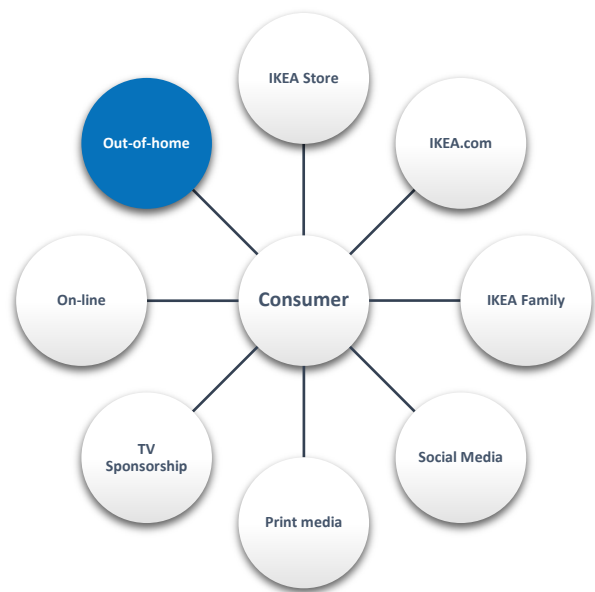 IKEA Store
Out-of-home
IKEA.com
On-line
Consumer
IKEA Family
TV
Sponsorship
Social Media
Print media